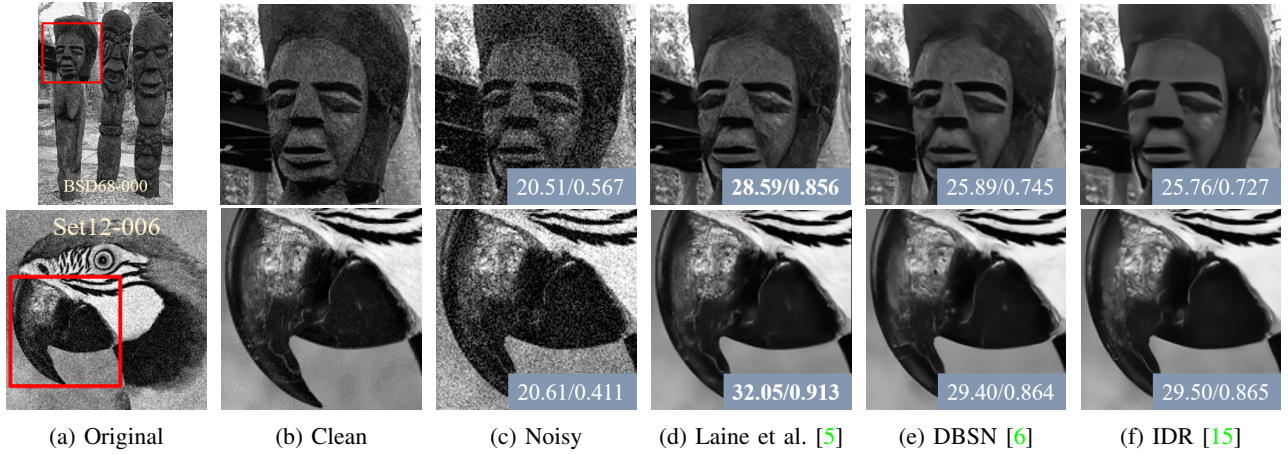 BSD68-000
20.51/0.567
28.59/0.856
25.89/0.745
25.76/0.727
Set12-006
20.61/0.411
32.05/0.913
29.40/0.864
29.50/0.865
(a) Original
(b) Clean
(c) Noisy
(d) Laine et al. [5]
(e) DBSN [6]
(f) IDR [15]